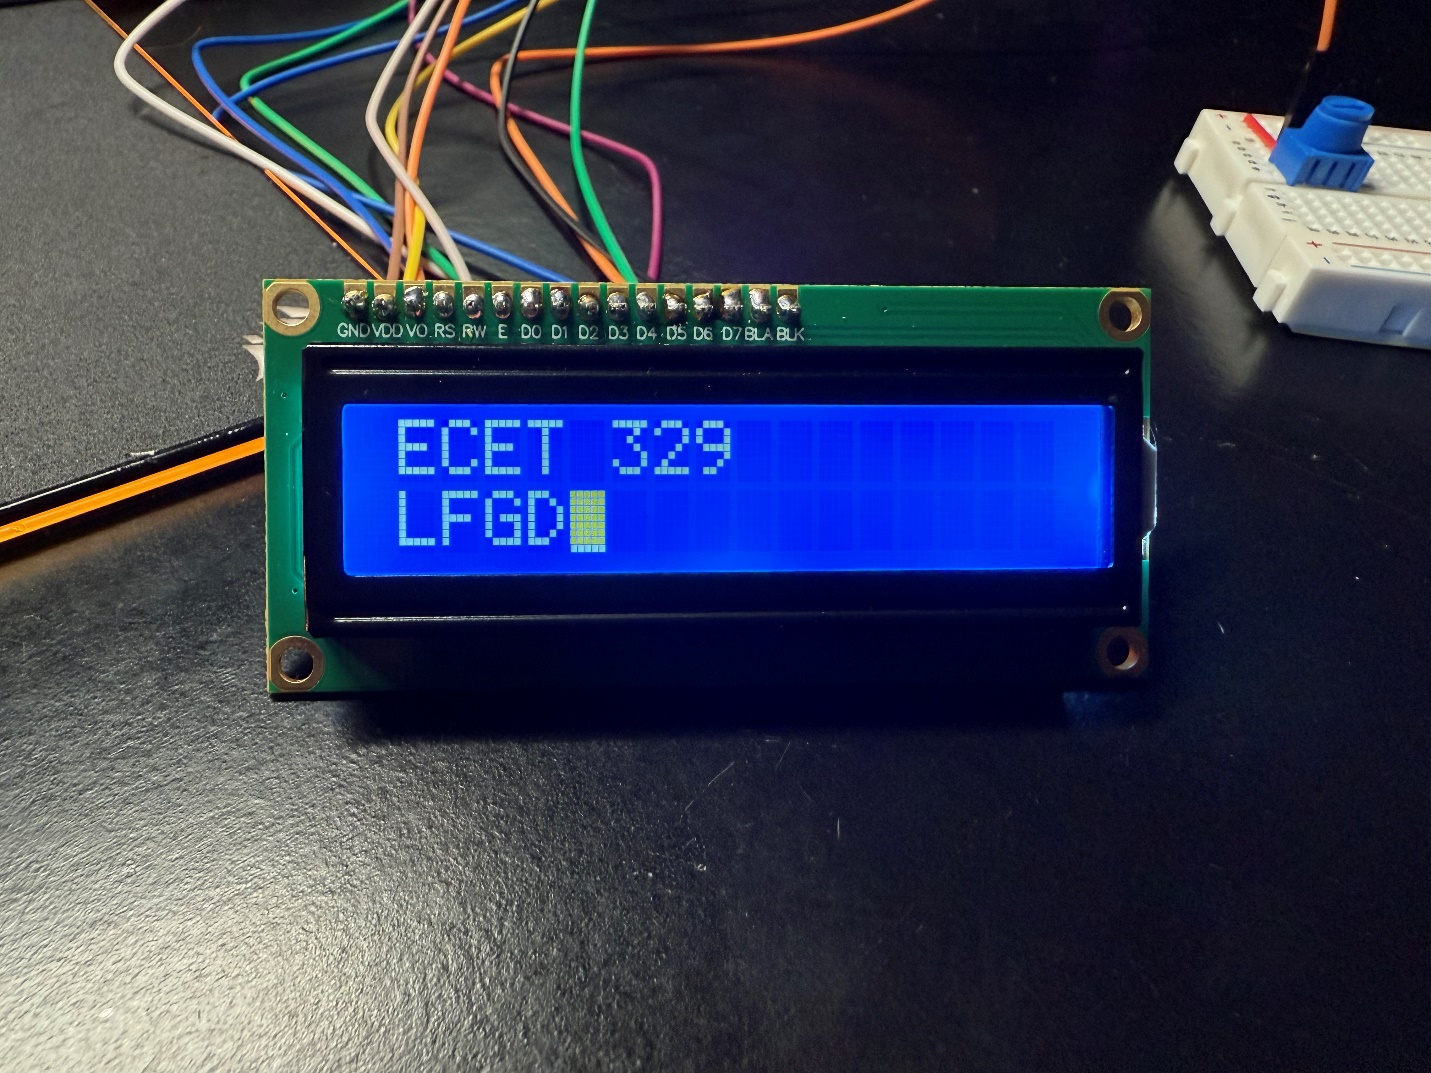 GND VDD VO RS RW E D0 D1 D2 D3 D4 D5 D6 D7 BLA BLK
ECET 329
LFGD